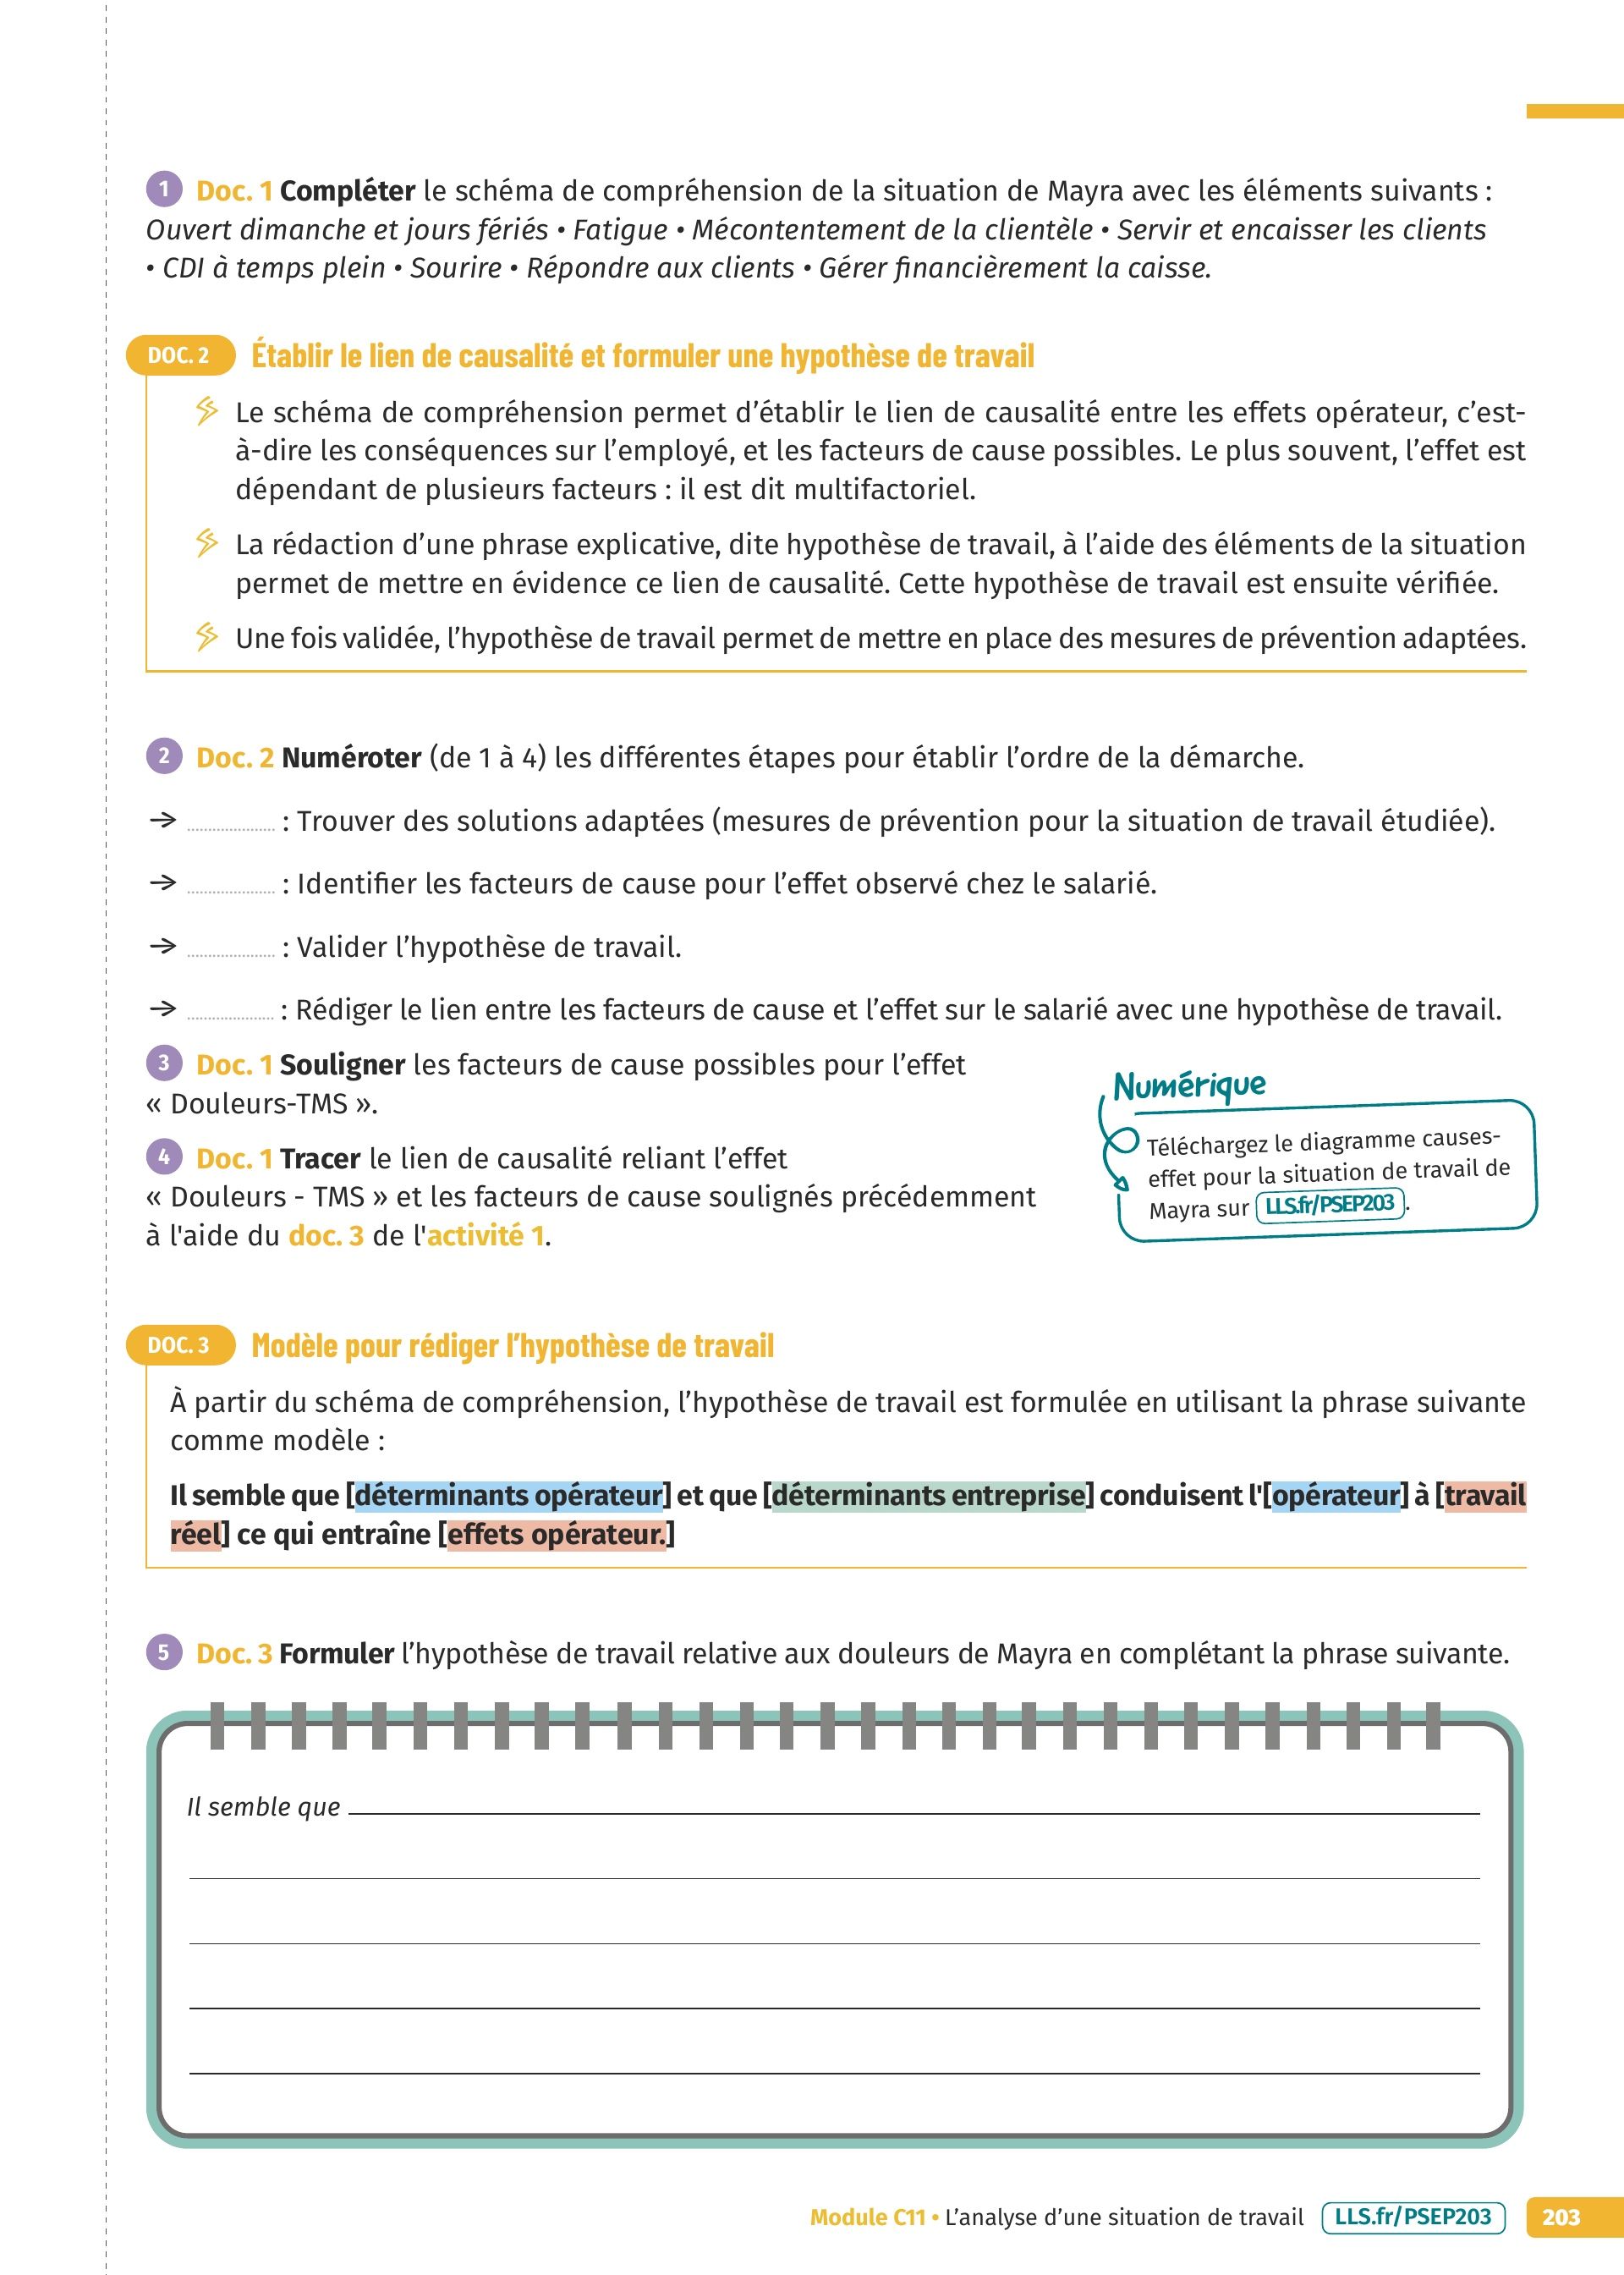 1 Doc. 1 Compléter le schéma de compréhension de la situation de Mayra avec les éléments suivants :
Ouvert dimanche et jours fériés • Fatigue • Mécontentement de la clientèle • Servir et encaisser les clients
• CDI à temps plein • Sourire • Répondre aux clients • Gérer financièrement la caisse.
DOC. 2 Établir le lien de causalité et formuler une hypothèse de travail
Le schéma de compréhension permet d’établir le lien de causalité entre les effets opérateur, c’est-
à-dire les conséquences sur l’employé, et les facteurs de cause possibles. Le plus souvent, l’effet est
dépendant de plusieurs facteurs : il est dit multifactoriel.
La rédaction d’une phrase explicative, dite hypothèse de travail, à l’aide des éléments de la situation
permet de mettre en évidence ce lien de causalité. Cette hypothèse de travail est ensuite vérifiée.
Une fois validée, l’hypothèse de travail permet de mettre en place des mesures de prévention adaptées.
2 Doc. 2 Numéroter (de 1 à 4) les différentes étapes pour établir l’ordre de la démarche.
→ .................... : Trouver des solutions adaptées (mesures de prévention pour la situation de travail étudiée).
→ .................... : Identifier les facteurs de cause pour l’effet observé chez le salarié.
→ .................... : Valider l’hypothèse de travail.
→ .................... : Rédiger le lien entre les facteurs de cause et l’effet sur le salarié avec une hypothèse de travail.
3 Doc. 1 Souligner les facteurs de cause possibles pour l’effet
« Douleurs-TMS ».
4 Doc. 1 Tracer le lien de causalité reliant l’effet
« Douleurs - TMS » et les facteurs de cause soulignés précédemment
à l'aide du doc. 3 de l'activité 1.
Numérique
Téléchargez le diagramme causes-
effet pour la situation de travail de
Mayra sur LLS.fr/PSEP203.
DOC. 3 Modèle pour rédiger l’hypothèse de travail
À partir du schéma de compréhension, l’hypothèse de travail est formulée en utilisant la phrase suivante
comme modèle :
Il semble que [déterminants opérateur] et que [déterminants entreprise] conduisent l'[opérateur] à [travail
réel] ce qui entraîne [effets opérateur.]
5 Doc. 3 Formuler l’hypothèse de travail relative aux douleurs de Mayra en complétant la phrase suivante.
Il semble que
Module C11 • L’analyse d’une situation de travail LLS.fr/PSEP203 203